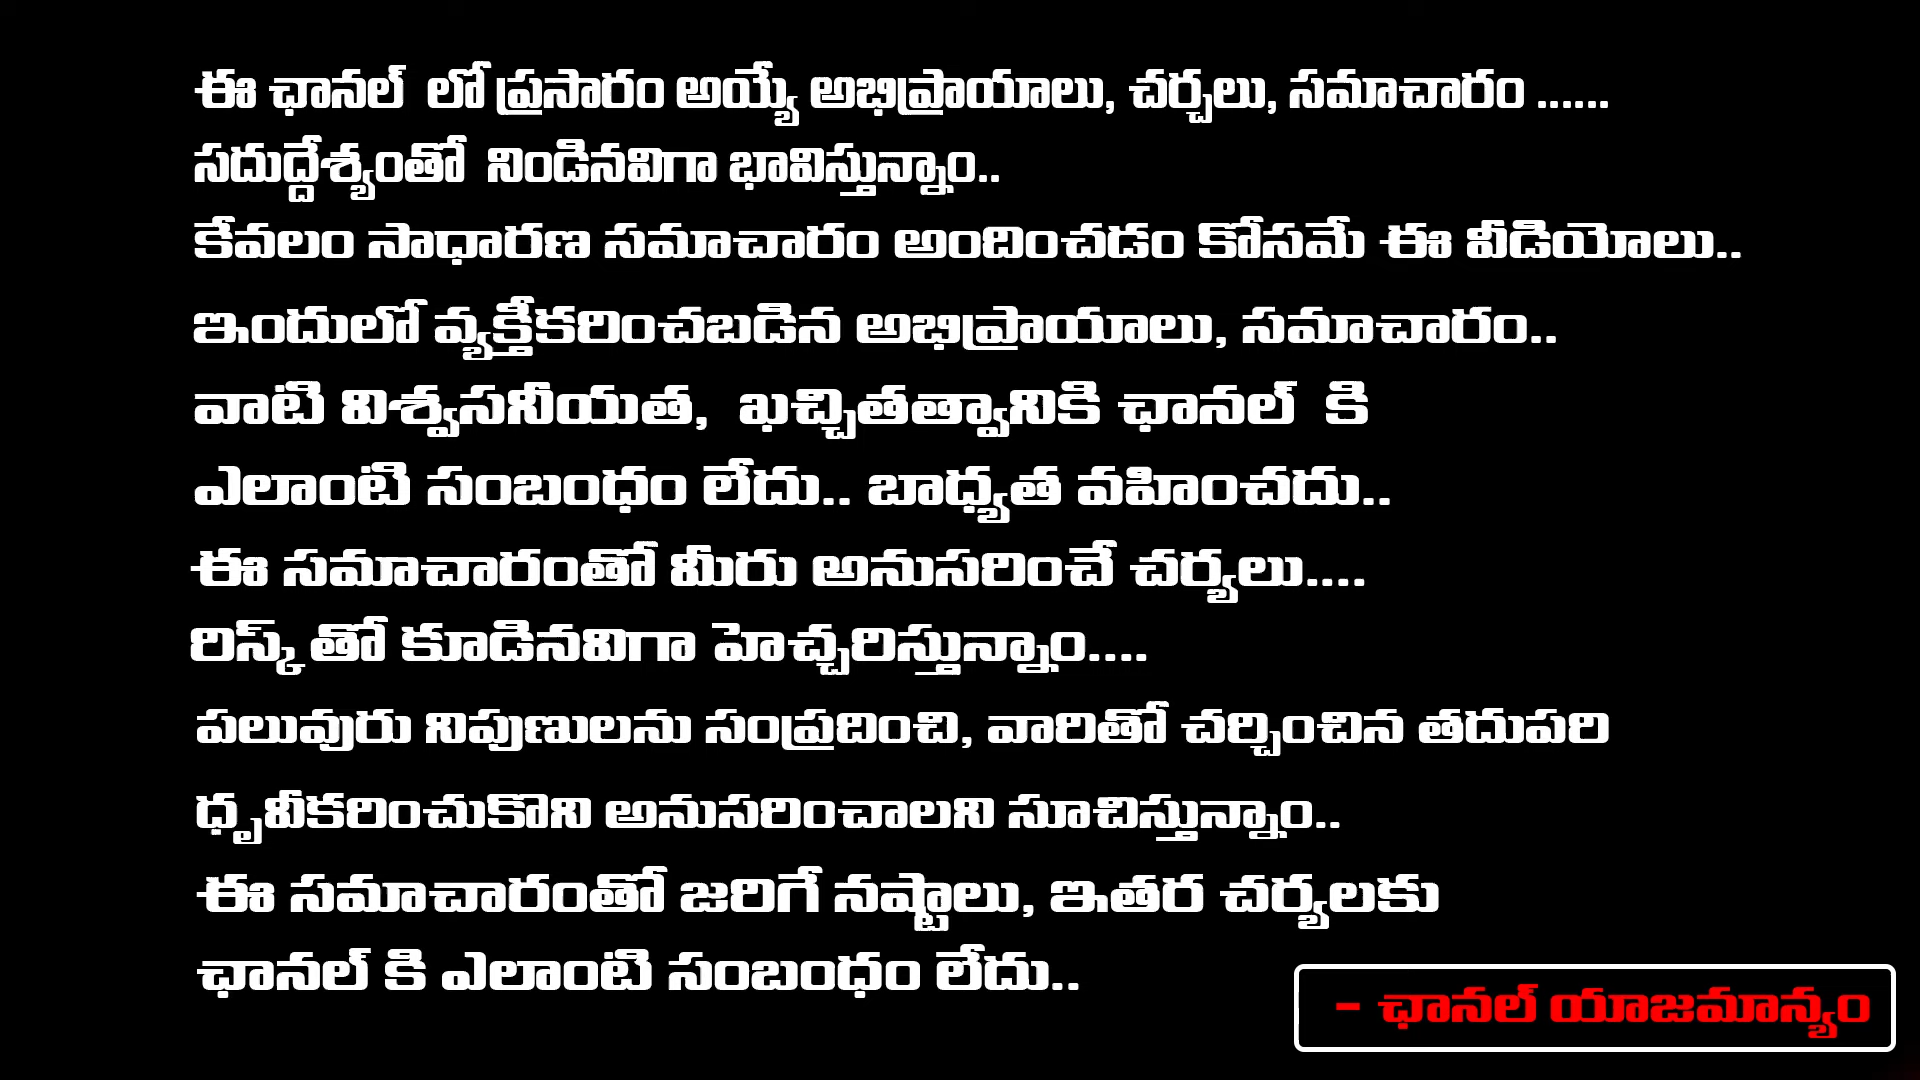 ఈ ఛానల్ లో ప్రసారం అయ్యే అభిప్రాయాలు, చర్చలు, సమాచారం ......
సదుద్దేశ్యంతో నిండినవిగా భావిస్తున్నాం..
కేవలం సాధారణ సమాచారం అందించడం కోసమే ఈ వీడియోలు..
ఇందులో వ్యక్తీకరించబడిన అభిప్రాయాలు, సమాచారం..
వాటి విశ్వసనీయత, ఖచ్చితత్వానికి ఛానల్ కి
ఎలాంటి సంబంధం లేదు.. బాధ్యత వహించదు..
ఈ సమాచారంతో మీరు అనుసరించే చర్యలు....
రిస్క్ తో కూడినవిగా హెచ్చరిస్తున్నాం....
పలువురు నిపుణులను సంప్రదించి, వారితో చర్చించిన తదుపరి
ధృవీకరించుకొని అనుసరించాలని సూచిస్తున్నాం..
ఈ సమాచారంతో జరిగే నష్టాలు, ఇతర చర్యలకు
ఛానల్ కి ఎలాంటి సంబంధం లేదు..
- ఛానల్ యాజమాన్యం